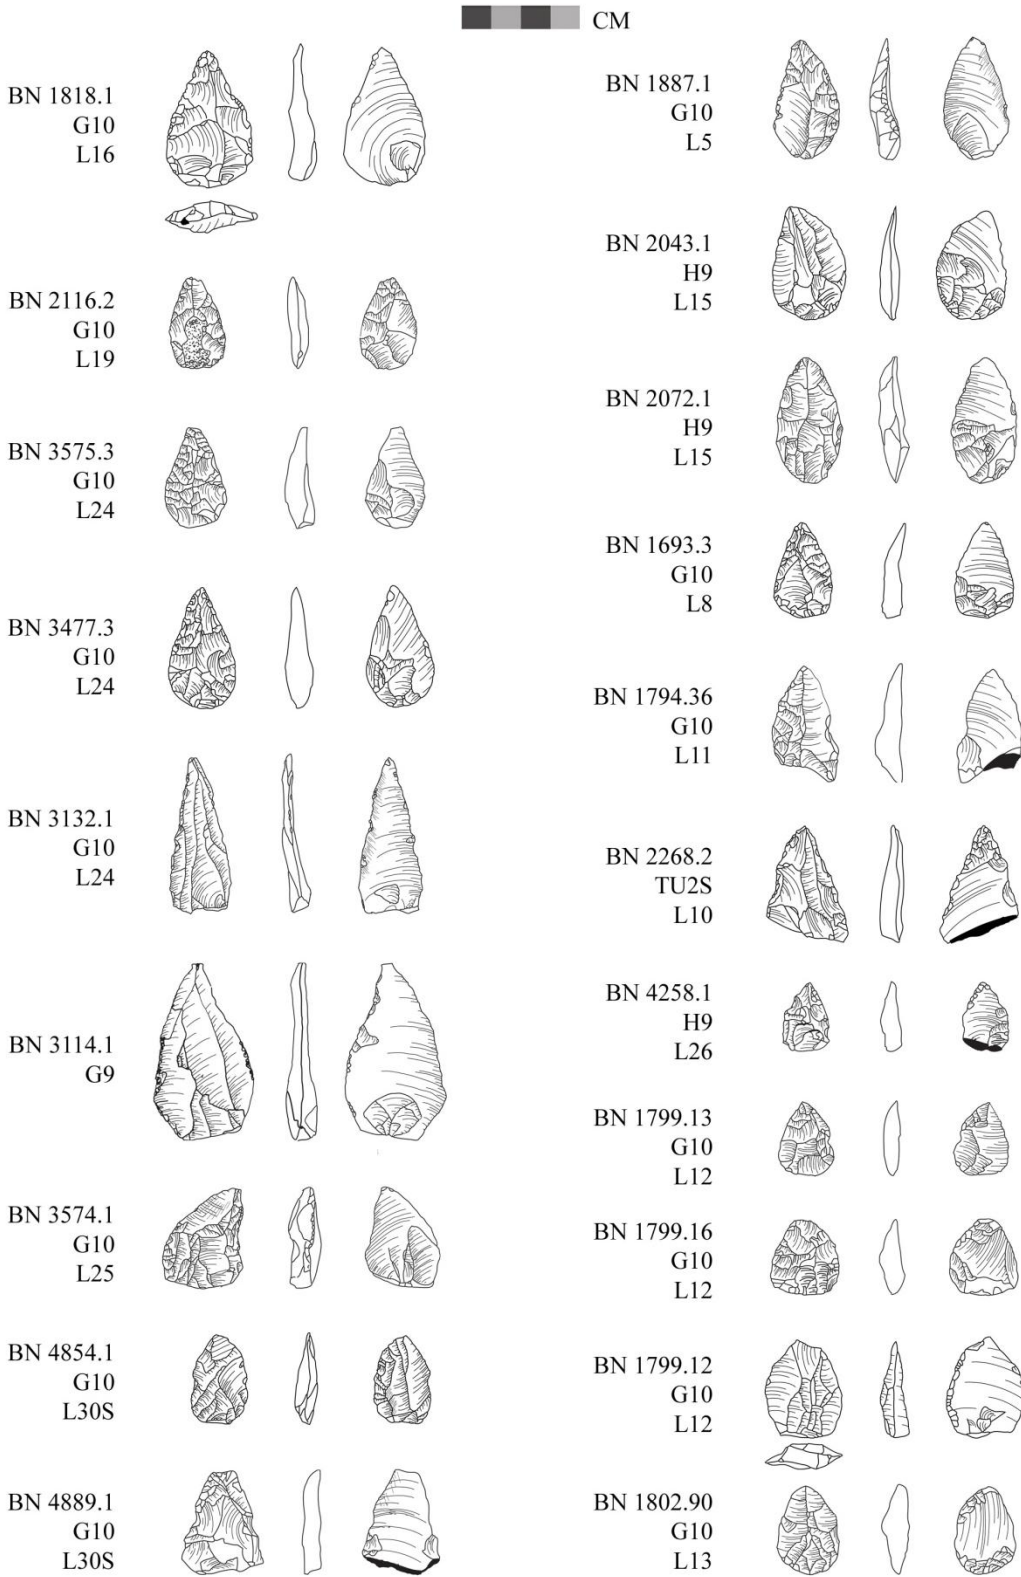 CM
BN 1818.1
G10
L16
BN 2116.2
G10
L19
BN 3575.3
G10
L24
BN 3477.3
G10
L24
BN 3132.1
G10
L24
BN 3114.1
G9
BN 3574.1
G10
L25
BN 4854.1
G10
L30S
BN 4889.1
G10
L30S
BN 1887.1
G10
L5
BN 2043.1
H9
L15
BN 2072.1
H9
L15
BN 1693.3
G10
L8
BN 1794.36
G10
L11
BN 2268.2
TU2S
L10
BN 4258.1
H9
L26
BN 1799.13
G10
L12
BN 1799.16
G10
L12
BN 1799.12
G10
L12
BN 1802.90
G10
L13